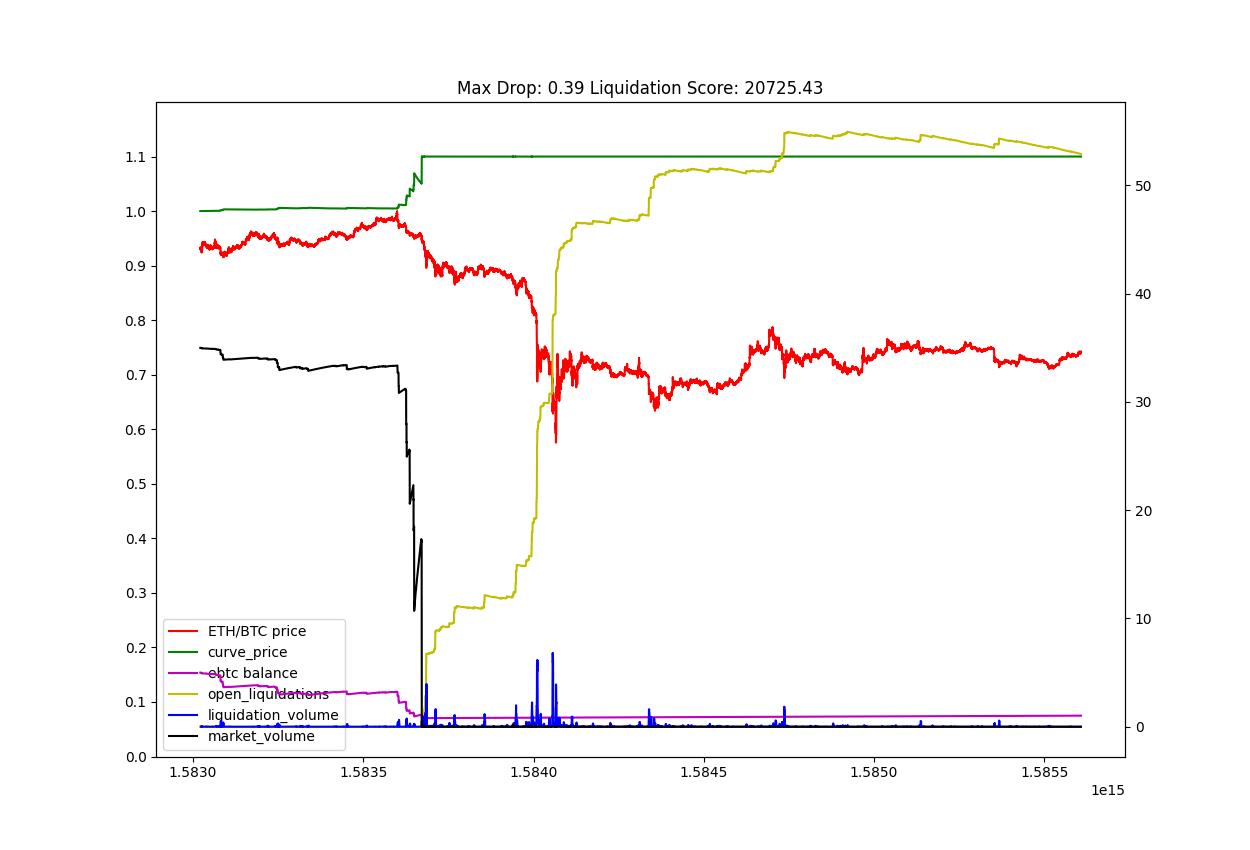 Max Drop: 0.39 Liquidation Score: 20725.43
1.1
1.0
0.9
0.8
0.7
0.6
0.5
0.4
0.3
0.2
0.1
0.0
50
40
30
20
10
0
ETH/BTC price
curve_price
ebtc balance
open_liquidations
liquidation_volume
market_volume
1.5830 1.5835 1.5840 1.5845 1.5850 1.5855
1e15